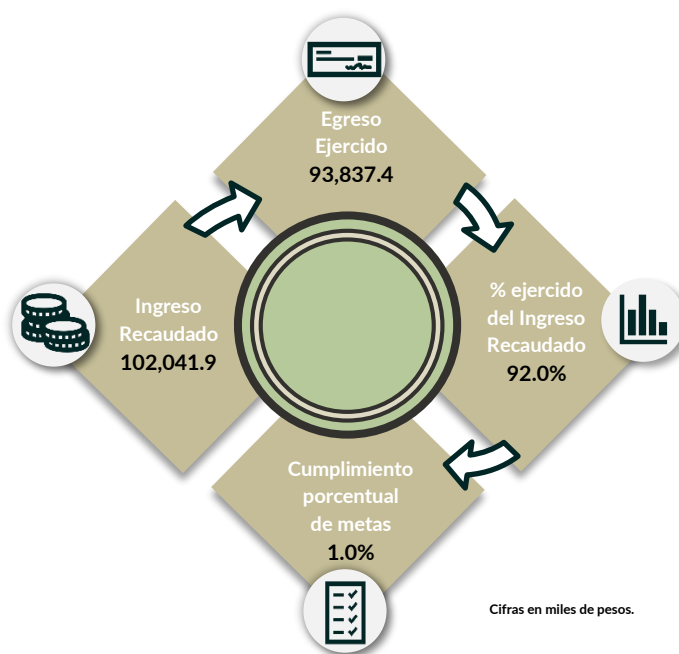 Egreso
Ejercido
93,837.4
Ingreso
Recaudado
102,041.9
% ejercido
del Ingreso
Recaudado
92.0%
Cumplimiento
porcentual
de metas
1.0%
Cifras en miles de pesos.